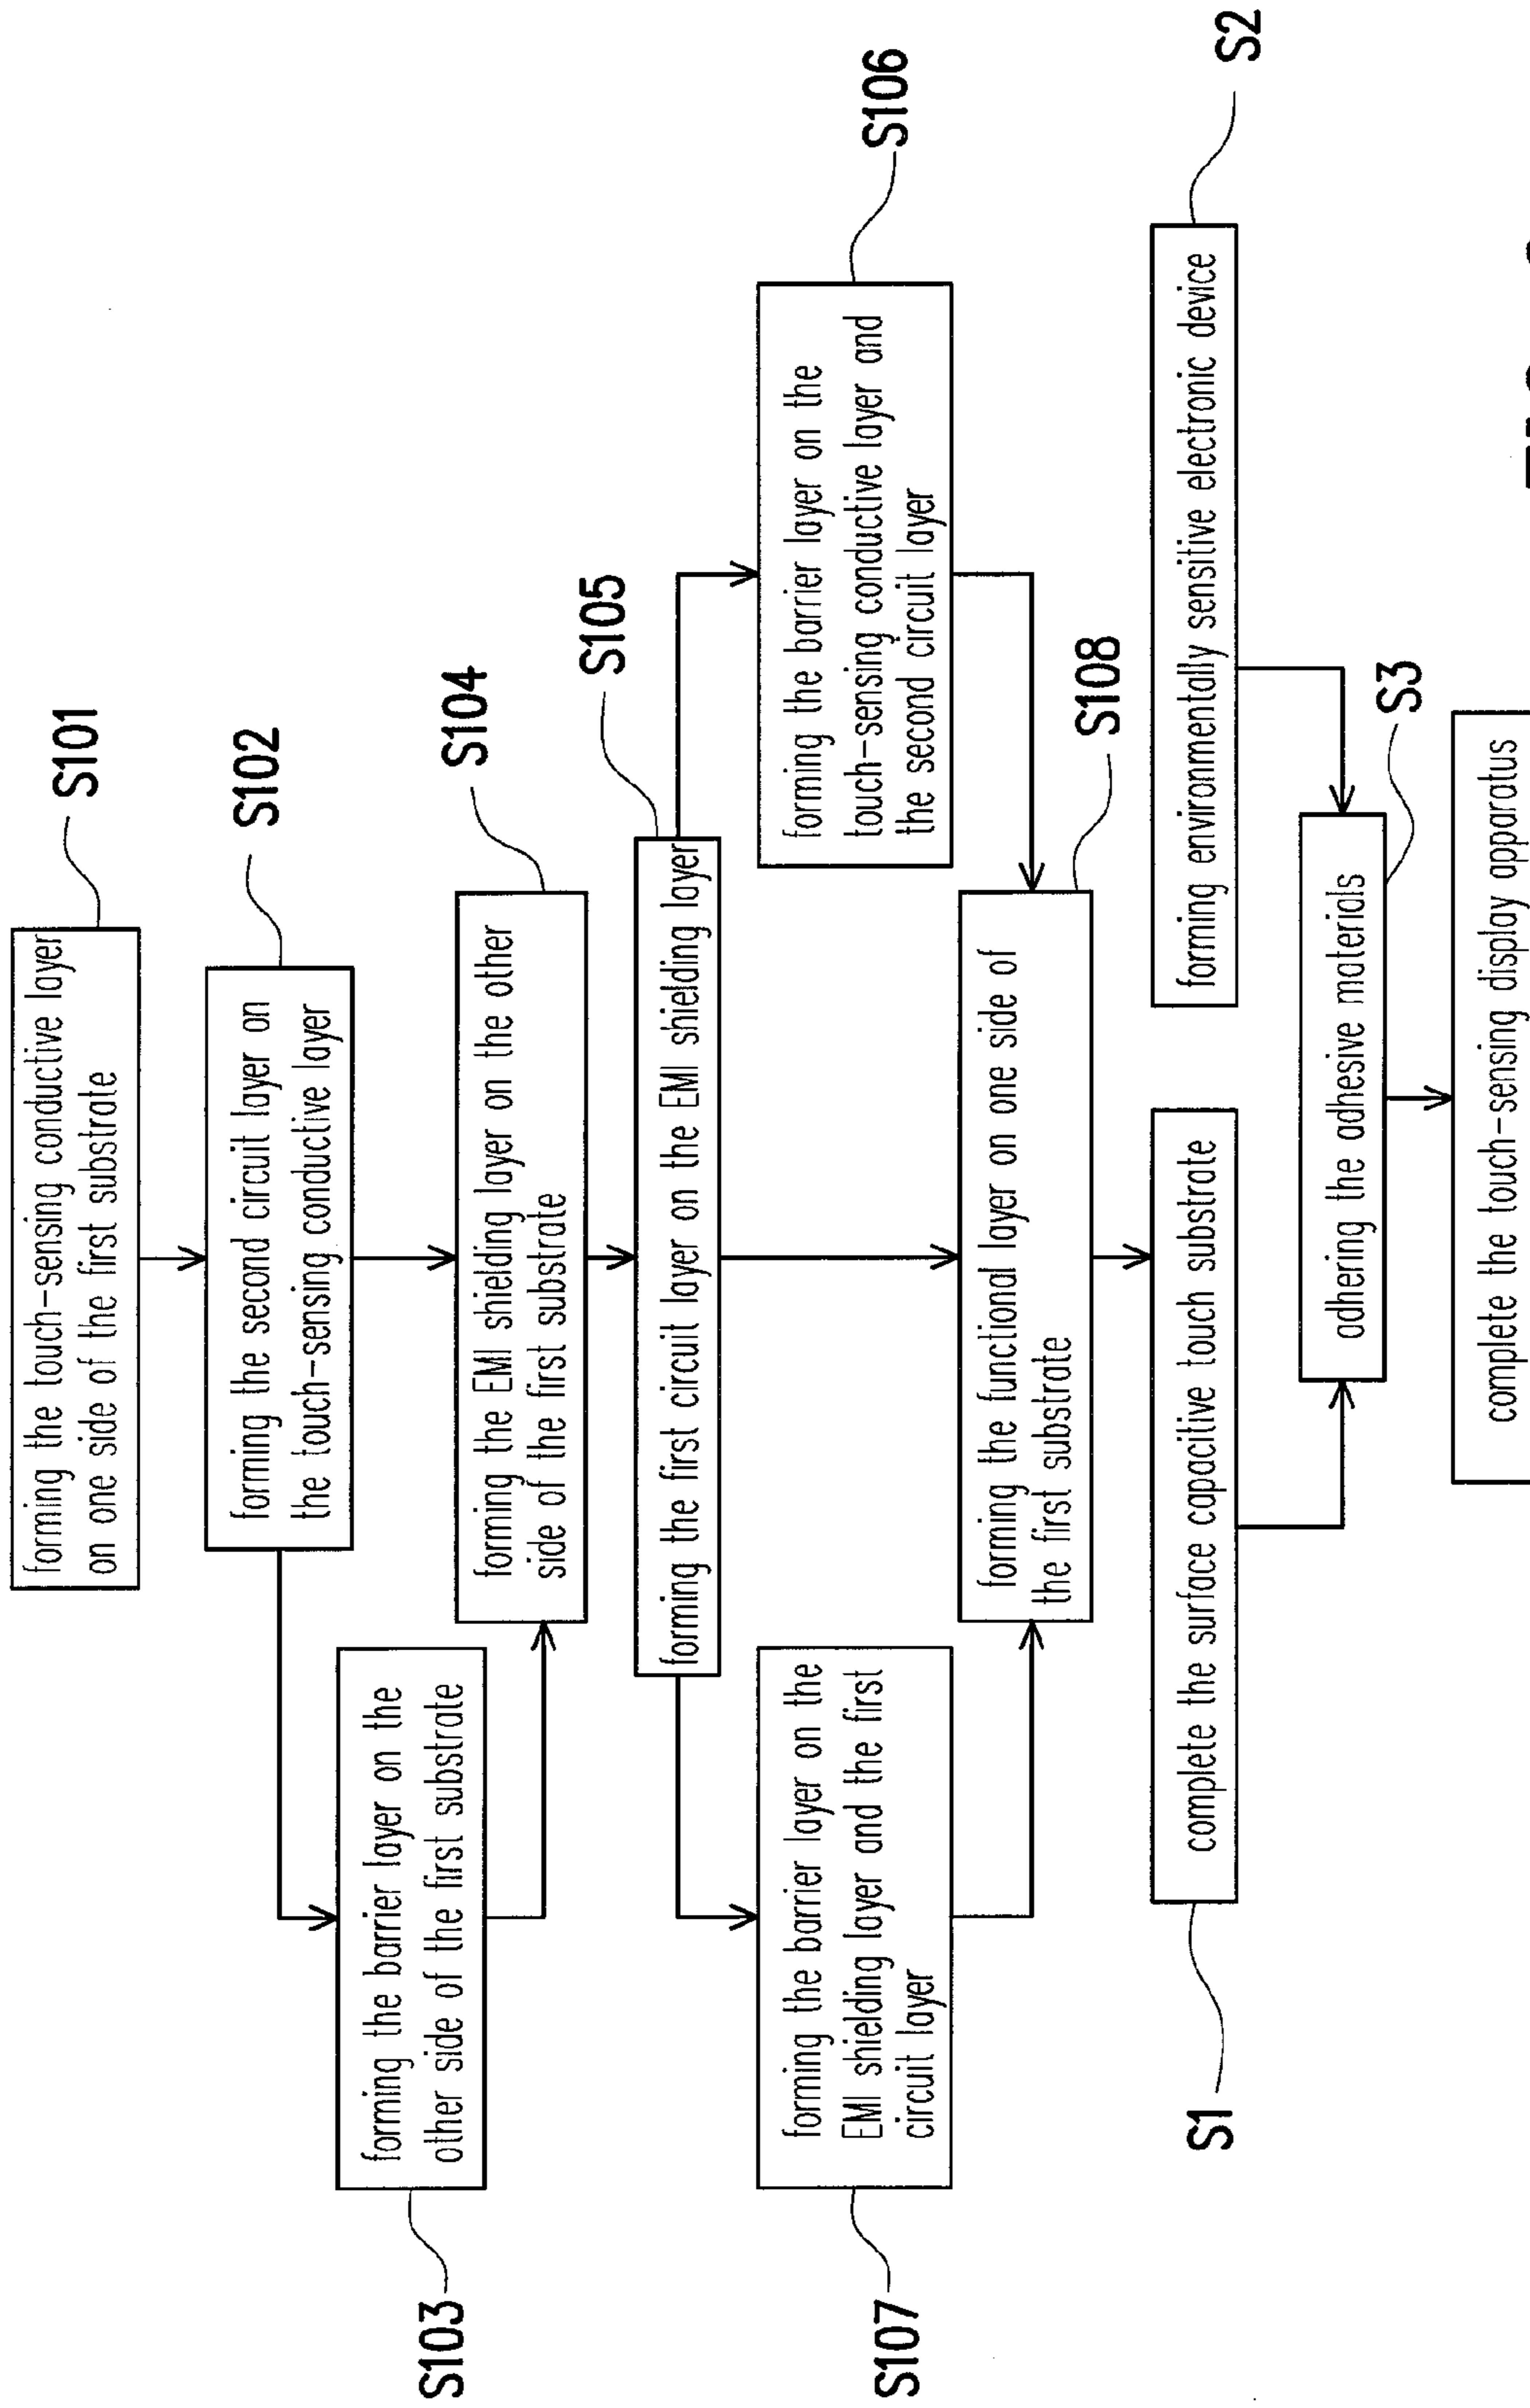 forming the touch-sensing conductive layer
on one side of the first substrate
S101
forming the second circuit layer on
the touch-sensing conductive layer
S102
forming the barrier layer on the
other side of the first substrate
S103
forming the EMI shielding layer on the other
side of the first substrate
S104
forming the first circuit layer on the EMI shielding layer
S105
forming the barrier layer on the
EMI shielding layer and the first
circuit layer
S107
forming the barrier layer on the
touch-sensing conductive layer and
the second circuit layer
S106
forming the functional layer on one side of
the first substrate
S108
complete the surface capacitive touch substrate
S1
forming environmentally sensitive electronic device
S2
adhering the adhesive materials
S3
complete the touch-sensing display apparatus